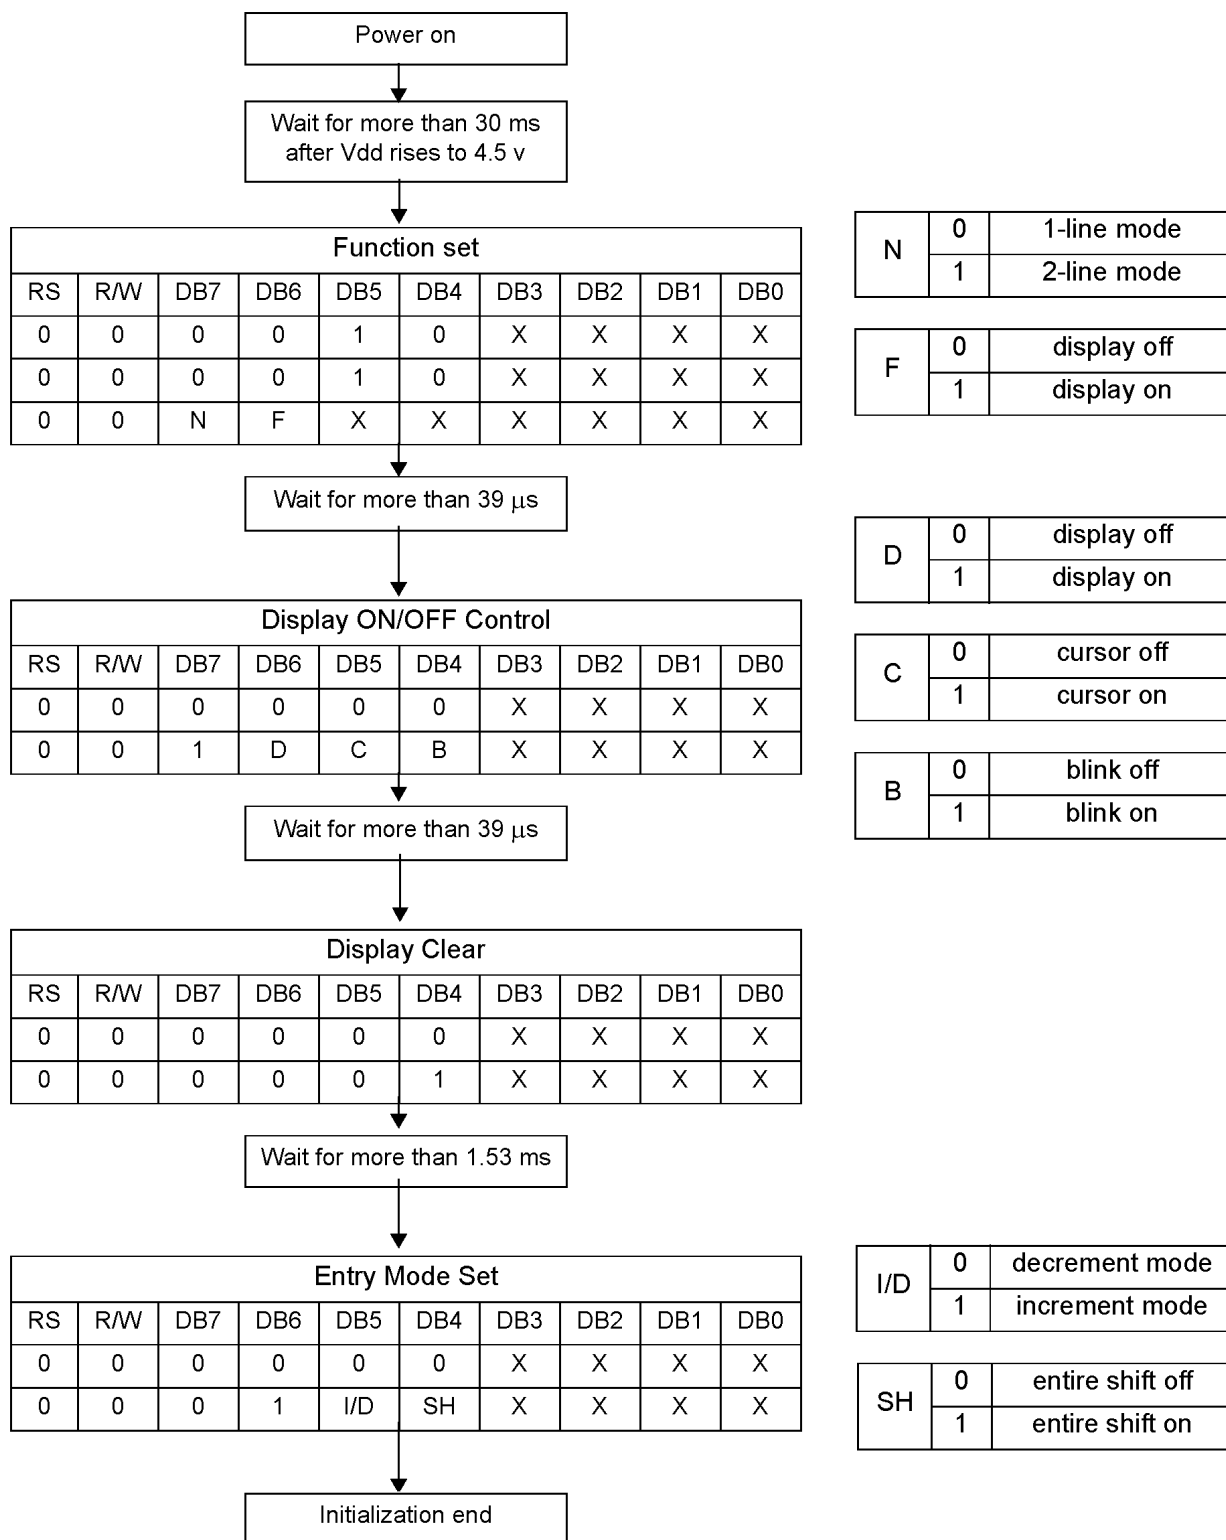 Power on
Wait for more than 30 ms
after Vdd rises to 4.5 v
Function set
RS R/W DB7 DB6 DB5 DB4 DB3 DB2 DB1 DB0
0 0 0 0 1 0 X X X X
0 0 0 0 1 0 X X X X
0 0 N F X X X X X X
N 0 1-line mode
1 2-line mode
F 0 display off
1 display on
Wait for more than 39 µs
Display ON/OFF Control
RS R/W DB7 DB6 DB5 DB4 DB3 DB2 DB1 DB0
0 0 0 0 0 0 X X X X
0 0 1 D C B X X X X
D 0 display off
1 display on
C 0 cursor off
1 cursor on
B 0 blink off
1 blink on
Wait for more than 39 µs
Display Clear
RS R/W DB7 DB6 DB5 DB4 DB3 DB2 DB1 DB0
0 0 0 0 0 0 X X X X
0 0 0 0 0 1 X X X X
Wait for more than 1.53 ms
Entry Mode Set
RS R/W DB7 DB6 DB5 DB4 DB3 DB2 DB1 DB0
0 0 0 0 0 0 X X X X
0 0 0 1 I/D SH X X X X
I/D 0 decrement mode
1 increment mode
SH 0 entire shift off
1 entire shift on
Initialization end